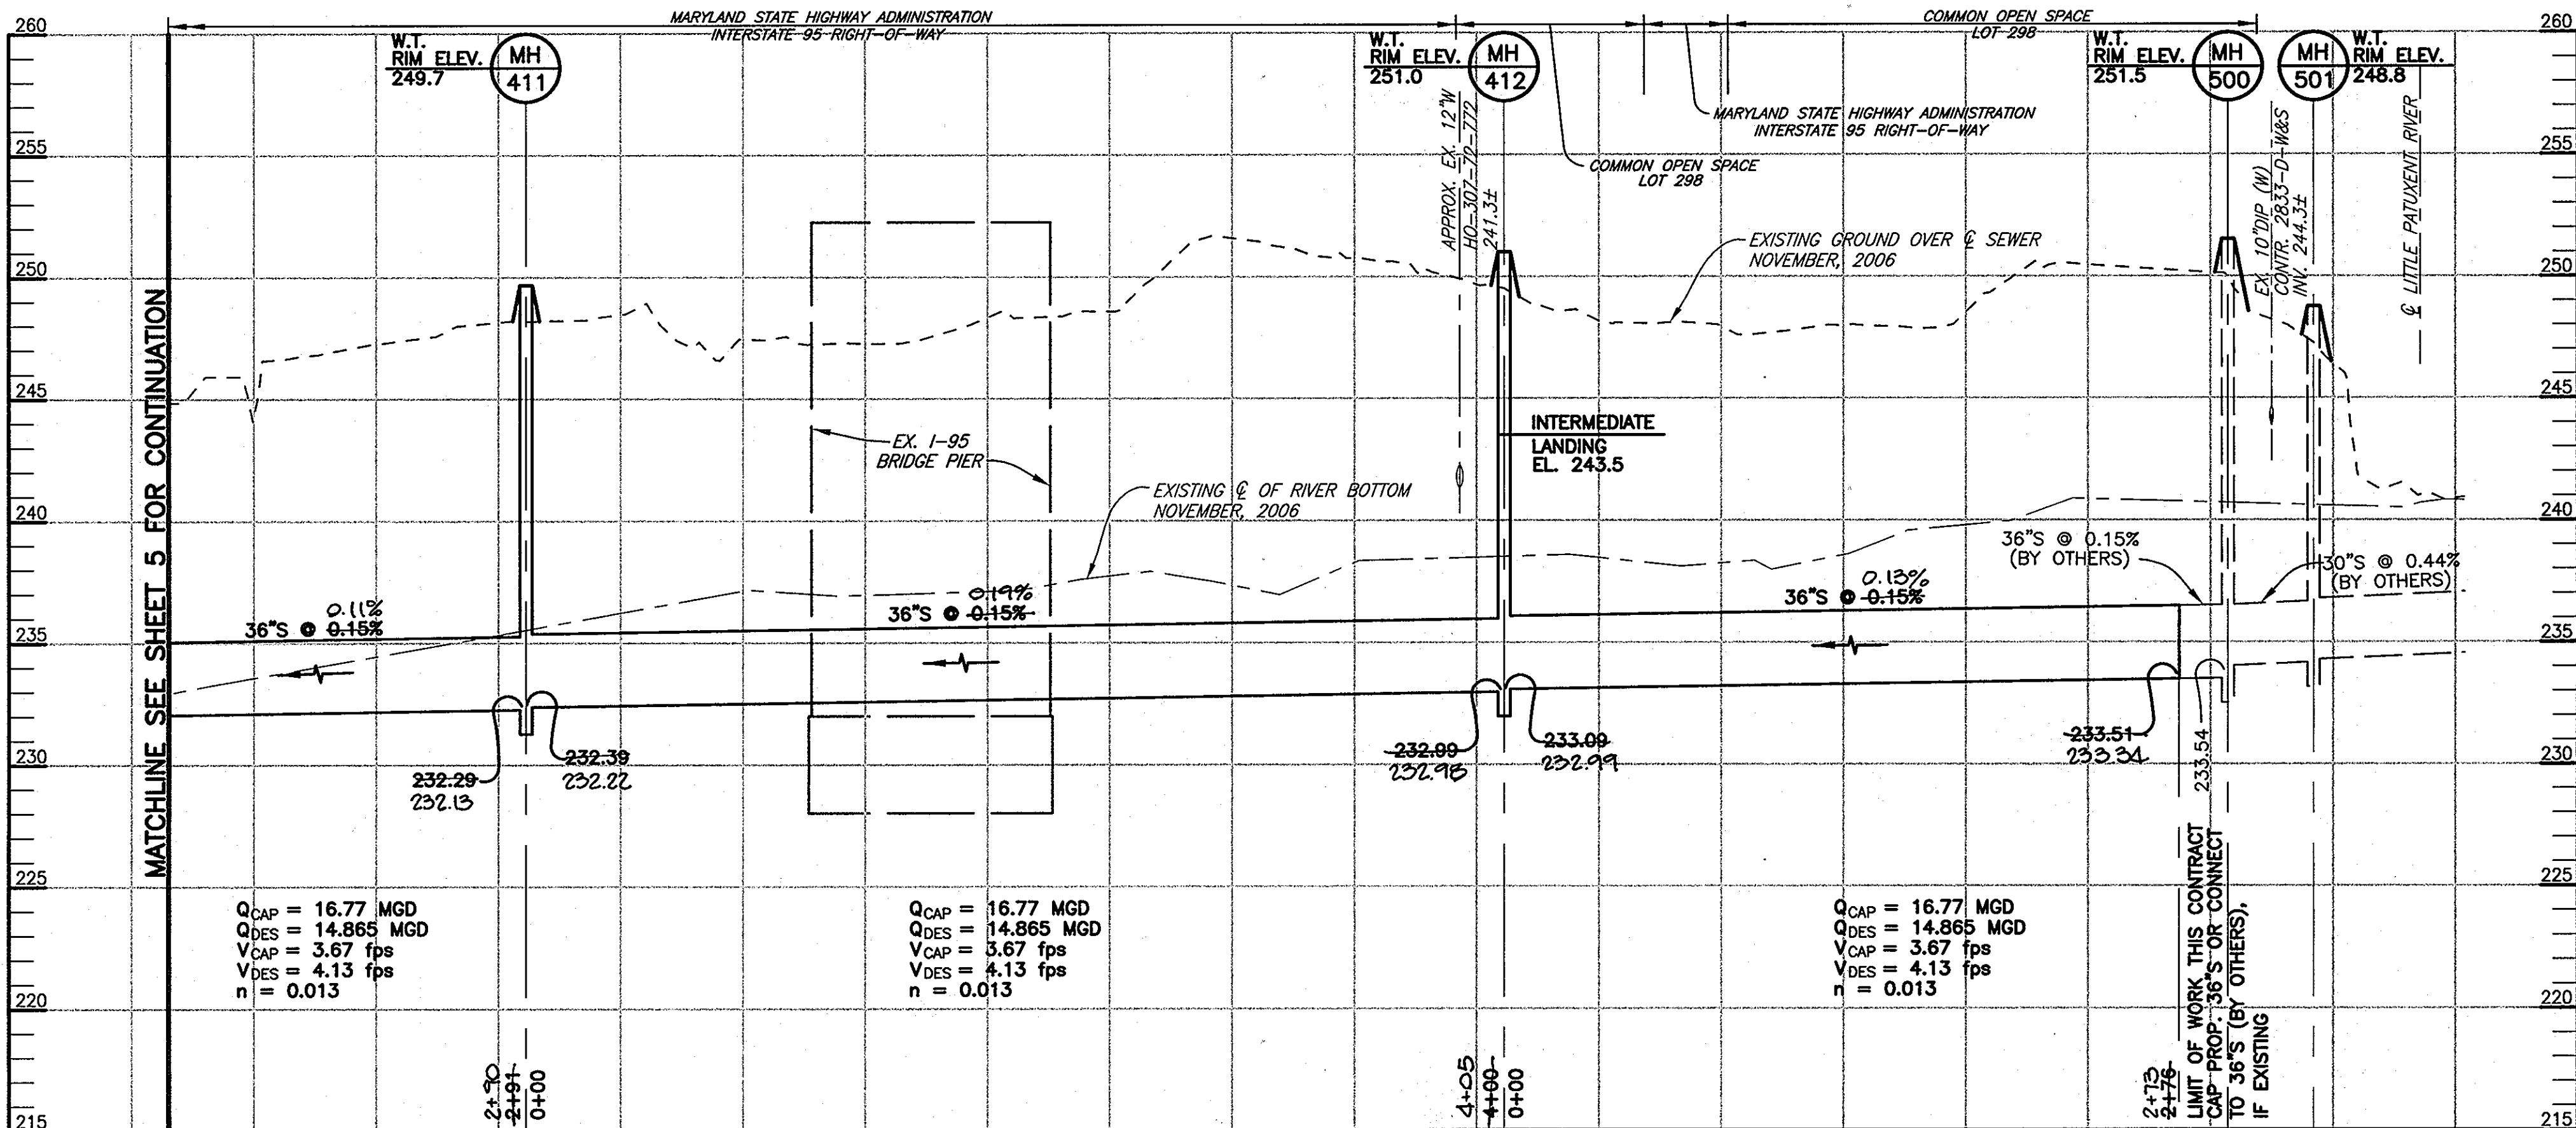 MARYLAND STATE HIGHWAY ADMINISTRATION
INTERSTATE 95 RIGHT-OF-WAY
COMMON OPEN SPACE
LOT 298
260
260
W.T.
RIM ELEV.
249.7
MH
411
W.T.
RIM ELEV.
251.0
MH
412
W.T.
RIM ELEV.
251.5
MH
500
MH
501
W.T.
RIM ELEV.
248.8
MARYLAND STATE HIGHWAY ADMINISTRATION
INTERSTATE 95 RIGHT-OF-WAY
COMMON OPEN SPACE
LOT 298
APPROX. EX. 12"W
HO-307-70-772
241.3±
EX. 10"DIP (W)
CONTR. 2833-D-W&S
INV. 244.3±
℄ LITTLE PATUXENT RIVER
255
255
EXISTING GROUND OVER ℄ SEWER
NOVEMBER, 2006
250
250
MATCHLINE SEE SHEET 5 FOR CONTINUATION
245
245
INTERMEDIATE
LANDING
EL. 243.5
EX. I-95
BRIDGE PIER
EXISTING ℄ OF RIVER BOTTOM
NOVEMBER, 2006
240
240
36"S @ 0.15%
(BY OTHERS)
30"S @ 0.44%
(BY OTHERS)
0.11%
36"S @ 0.15%
0.19%
36"S @ 0.15%
0.13%
36"S @ 0.15%
235
235
232.29
232.13
232.39
232.22
232.99
232.98
233.09
232.99
233.51
233.34
233.54
230
230
225
225
QCAP = 16.77 MGD
QDES = 14.865 MGD
VCAP = 3.67 fps
VDES = 4.13 fps
n = 0.013
QCAP = 16.77 MGD
QDES = 14.865 MGD
VCAP = 3.67 fps
VDES = 4.13 fps
n = 0.013
QCAP = 16.77 MGD
QDES = 14.865 MGD
VCAP = 3.67 fps
VDES = 4.13 fps
n = 0.013
220
220
2+90
2+91
0+00
4+05
4+00
0+00
2+73
2+76
LIMIT OF WORK THIS CONTRACT
CAP PROP. 36"S OR CONNECT
TO 36"S (BY OTHERS),
IF EXISTING
215
215